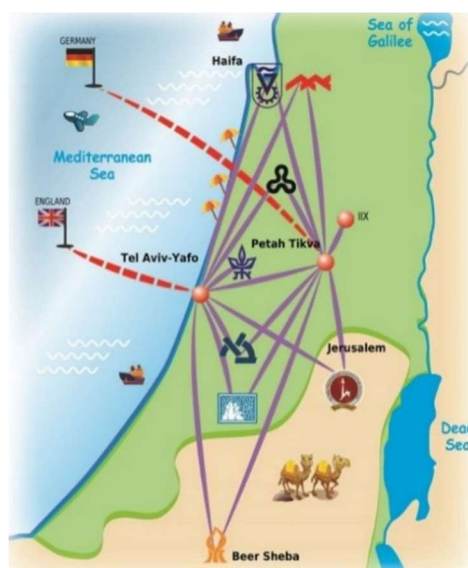 Sea of
Galilee
GERMANY
Haifa
Mediterranean
Sea
ENGLAND
IIX
Petah Tikva
Tel Aviv-Yafo
Jerusalem
Dead
Sea
Beer Sheba